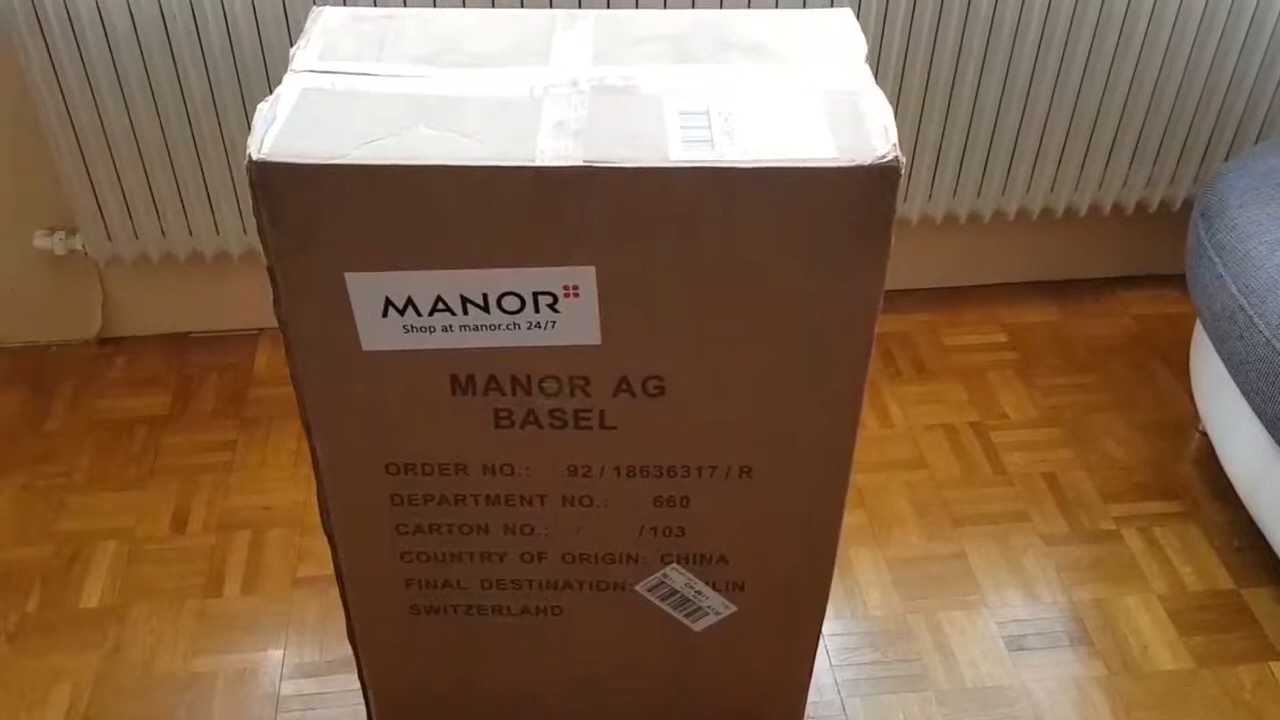 MANOR
Shop at manor.ch 24/7
MANOR AG
BASEL
ORDER NO.: 92/18636317/R
DEPARTMENT NO.: 660
CARTON NO.: / /103
COUNTRY OF ORIGIN: CHINA
FINAL DESTINATION: LIN
SWITZERLAND